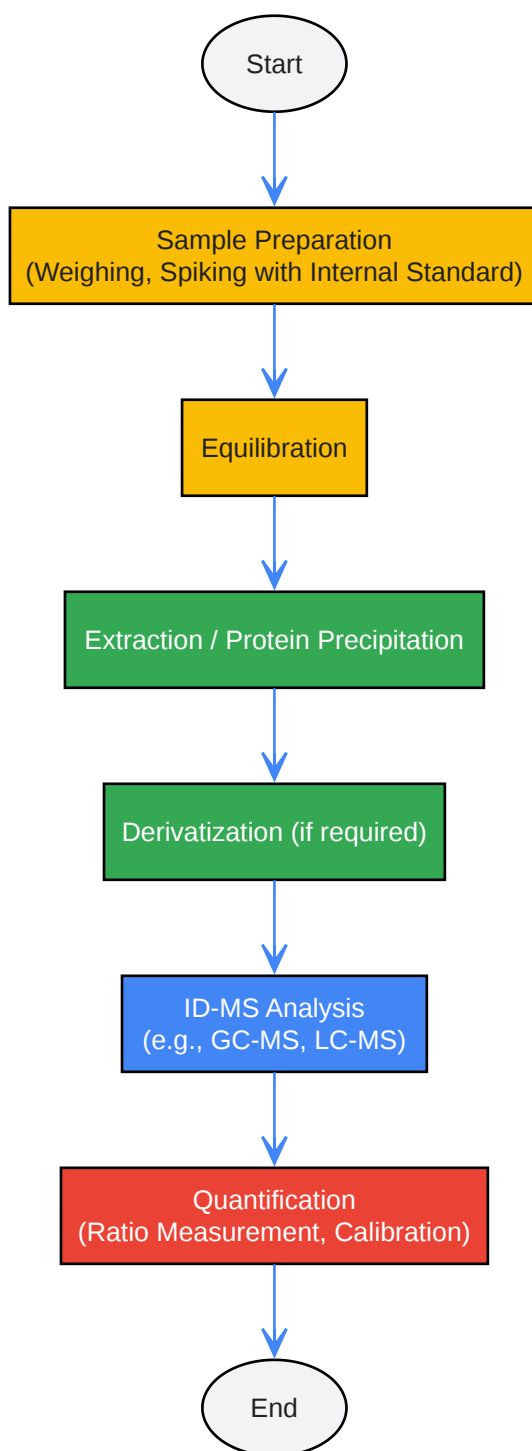 Start
Sample Preparation
(Weighing, Spiking with Internal Standard)
Equilibration
Extraction / Protein Precipitation
Derivatization (if required)
ID-MS Analysis
(e.g., GC-MS, LC-MS)
Quantification
(Ratio Measurement, Calibration)
End